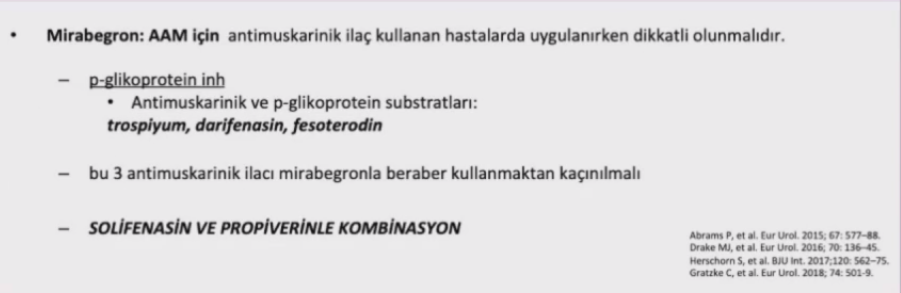 • Mirabegron: AAM için antimuskarinik ilaç kullanan hastalarda uygulanırken dikkatli olunmalıdır.
– p-glikoprotein inh
• Antimuskarinik ve p-glikoprotein substratları:
trospiyum, darifenasin, fesoterodin
– bu 3 antimuskarinik ilacı mirabegronla beraber kullanmaktan kaçınılmalı
– SOLİFENASİN VE PROPİVERİNLE KOMBİNASYON
Abrams P, et al. Eur Urol. 2015; 67: 577–88.
Drake MJ, et al. Eur Urol. 2016; 70: 136–45.
Herschorn S, et al. BJU Int. 2017;120: 562–75.
Gratzke C, et al. Eur Urol. 2018; 74: 501-9.